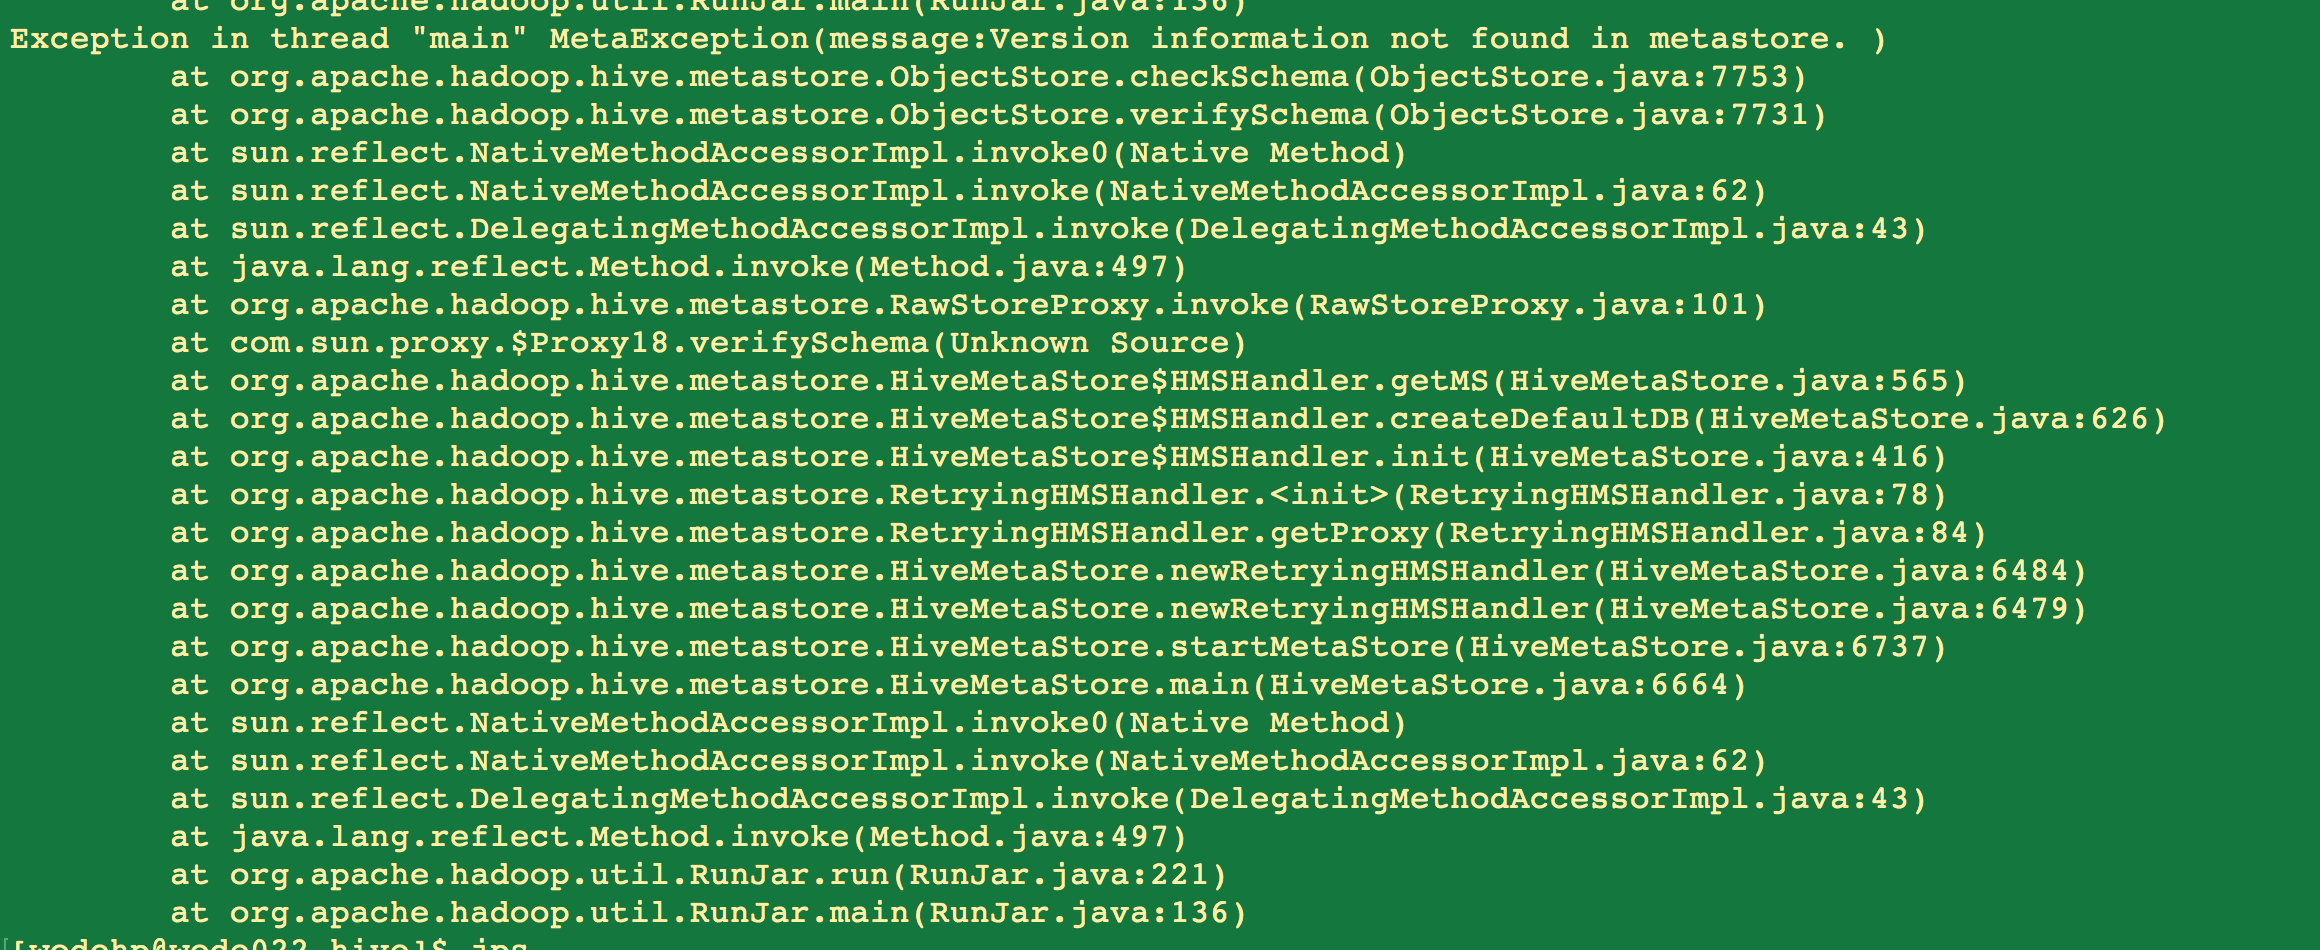 at org.apache.hadoop.util.RunJar.main(RunJar.java:136)
Exception in thread "main" MetaException(message:Version information not found in metastore. )
at org.apache.hadoop.hive.metastore.ObjectStore.checkSchema(ObjectStore.java:7753)
at org.apache.hadoop.hive.metastore.ObjectStore.verifySchema(ObjectStore.java:7731)
at sun.reflect.NativeMethodAccessorImpl.invoke0(Native Method)
at sun.reflect.NativeMethodAccessorImpl.invoke(NativeMethodAccessorImpl.java:62)
at sun.reflect.DelegatingMethodAccessorImpl.invoke(DelegatingMethodAccessorImpl.java:43)
at java.lang.reflect.Method.invoke(Method.java:497)
at org.apache.hadoop.hive.metastore.RawStoreProxy.invoke(RawStoreProxy.java:101)
at com.sun.proxy.$Proxy18.verifySchema(Unknown Source)
at org.apache.hadoop.hive.metastore.HiveMetaStore$HMSHandler.getMS(HiveMetaStore.java:565)
at org.apache.hadoop.hive.metastore.HiveMetaStore$HMSHandler.createDefaultDB(HiveMetaStore.java:626)
at org.apache.hadoop.hive.metastore.HiveMetaStore$HMSHandler.init(HiveMetaStore.java:416)
at org.apache.hadoop.hive.metastore.RetryingHMSHandler.<init>(RetryingHMSHandler.java:78)
at org.apache.hadoop.hive.metastore.RetryingHMSHandler.getProxy(RetryingHMSHandler.java:84)
at org.apache.hadoop.hive.metastore.HiveMetaStore.newRetryingHMSHandler(HiveMetaStore.java:6484)
at org.apache.hadoop.hive.metastore.HiveMetaStore.newRetryingHMSHandler(HiveMetaStore.java:6479)
at org.apache.hadoop.hive.metastore.HiveMetaStore.startMetaStore(HiveMetaStore.java:6737)
at org.apache.hadoop.hive.metastore.HiveMetaStore.main(HiveMetaStore.java:6664)
at sun.reflect.NativeMethodAccessorImpl.invoke0(Native Method)
at sun.reflect.NativeMethodAccessorImpl.invoke(NativeMethodAccessorImpl.java:62)
at sun.reflect.DelegatingMethodAccessorImpl.invoke(DelegatingMethodAccessorImpl.java:43)
at java.lang.reflect.Method.invoke(Method.java:497)
at org.apache.hadoop.util.RunJar.run(RunJar.java:221)
at org.apache.hadoop.util.RunJar.main(RunJar.java:136)
hive]$ jps